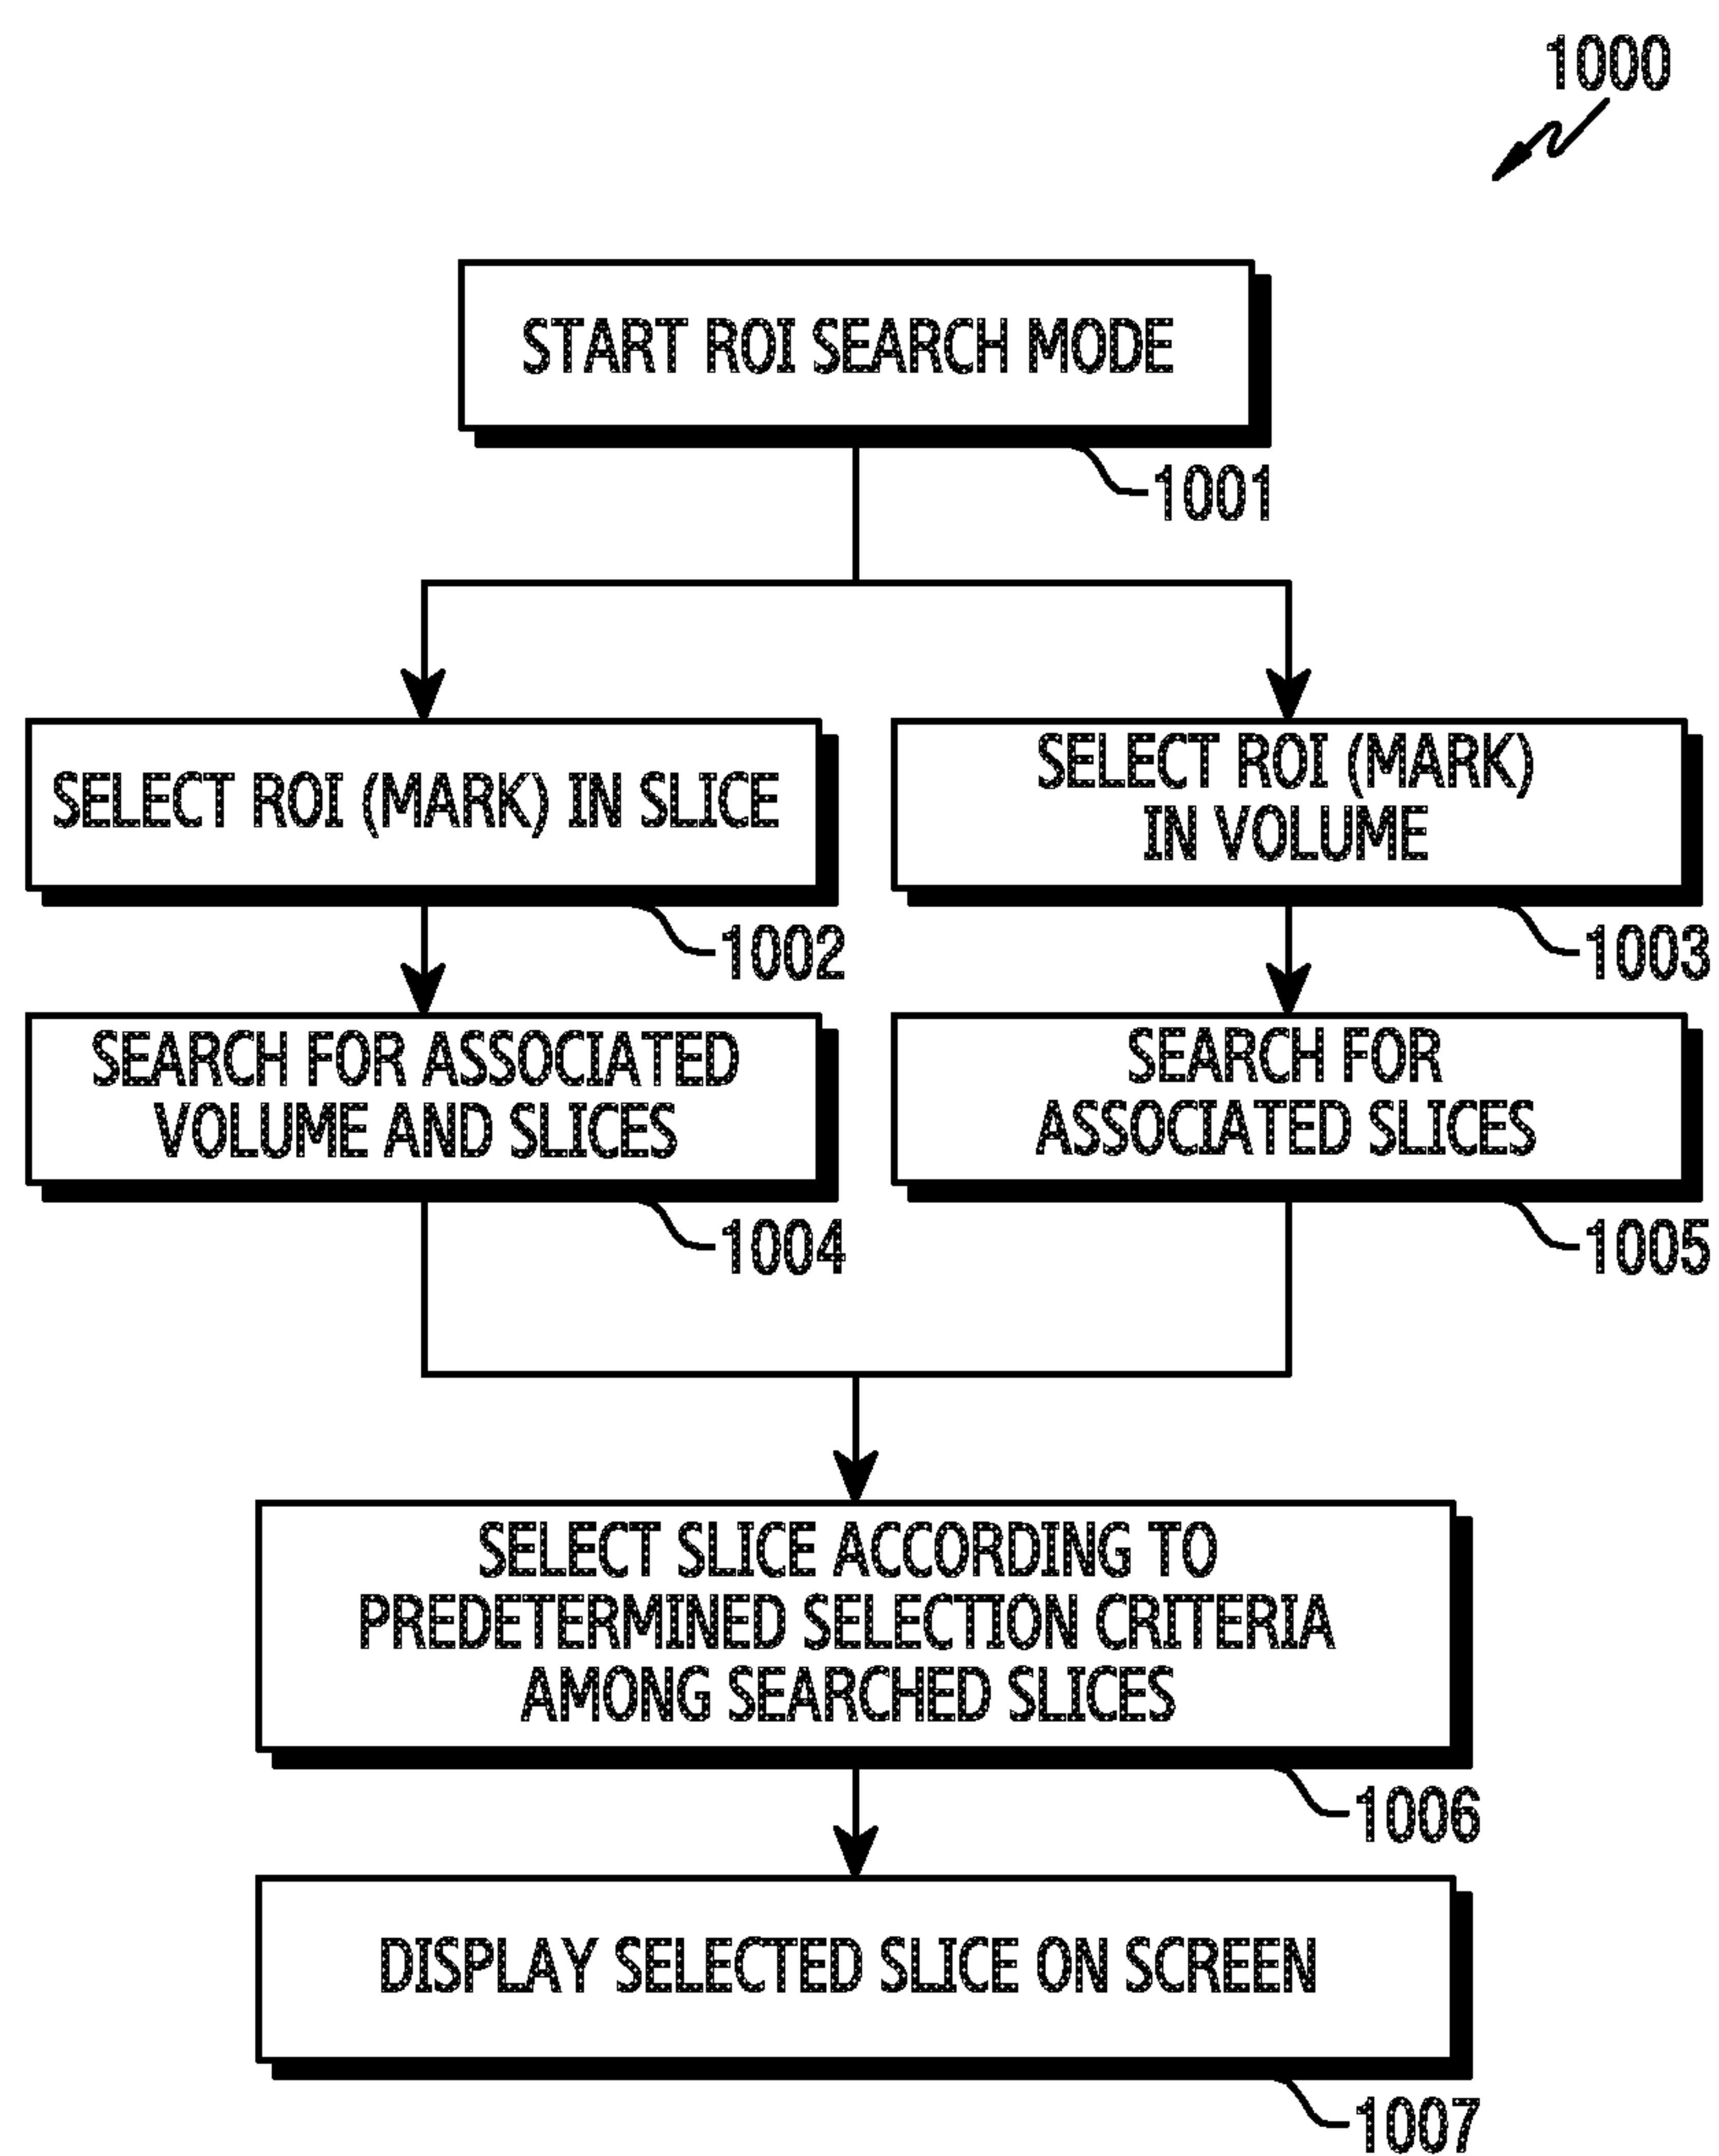 1000
START ROI SEARCH MODE
1001
SELECT ROI (MARK) IN SLICE
1002
SELECT ROI (MARK)
IN VOLUME
1003
SEARCH FOR ASSOCIATED
VOLUME AND SLICES
1004
SEARCH FOR
ASSOCIATED SLICES
1005
SELECT SLICE ACCORDING TO
PREDETERMINED SELECTION CRITERIA
AMONG SEARCHED SLICES
1006
DISPLAY SELECTED SLICE ON SCREEN
1007